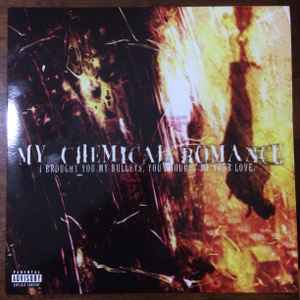 MY CHEMICAL ROMANCE
I BROUGHT YOU MY BULLETS, YOU BROUGHT ME YOUR LOVE.
PARENTAL
ADVISORY
EXPLICIT CONTENT